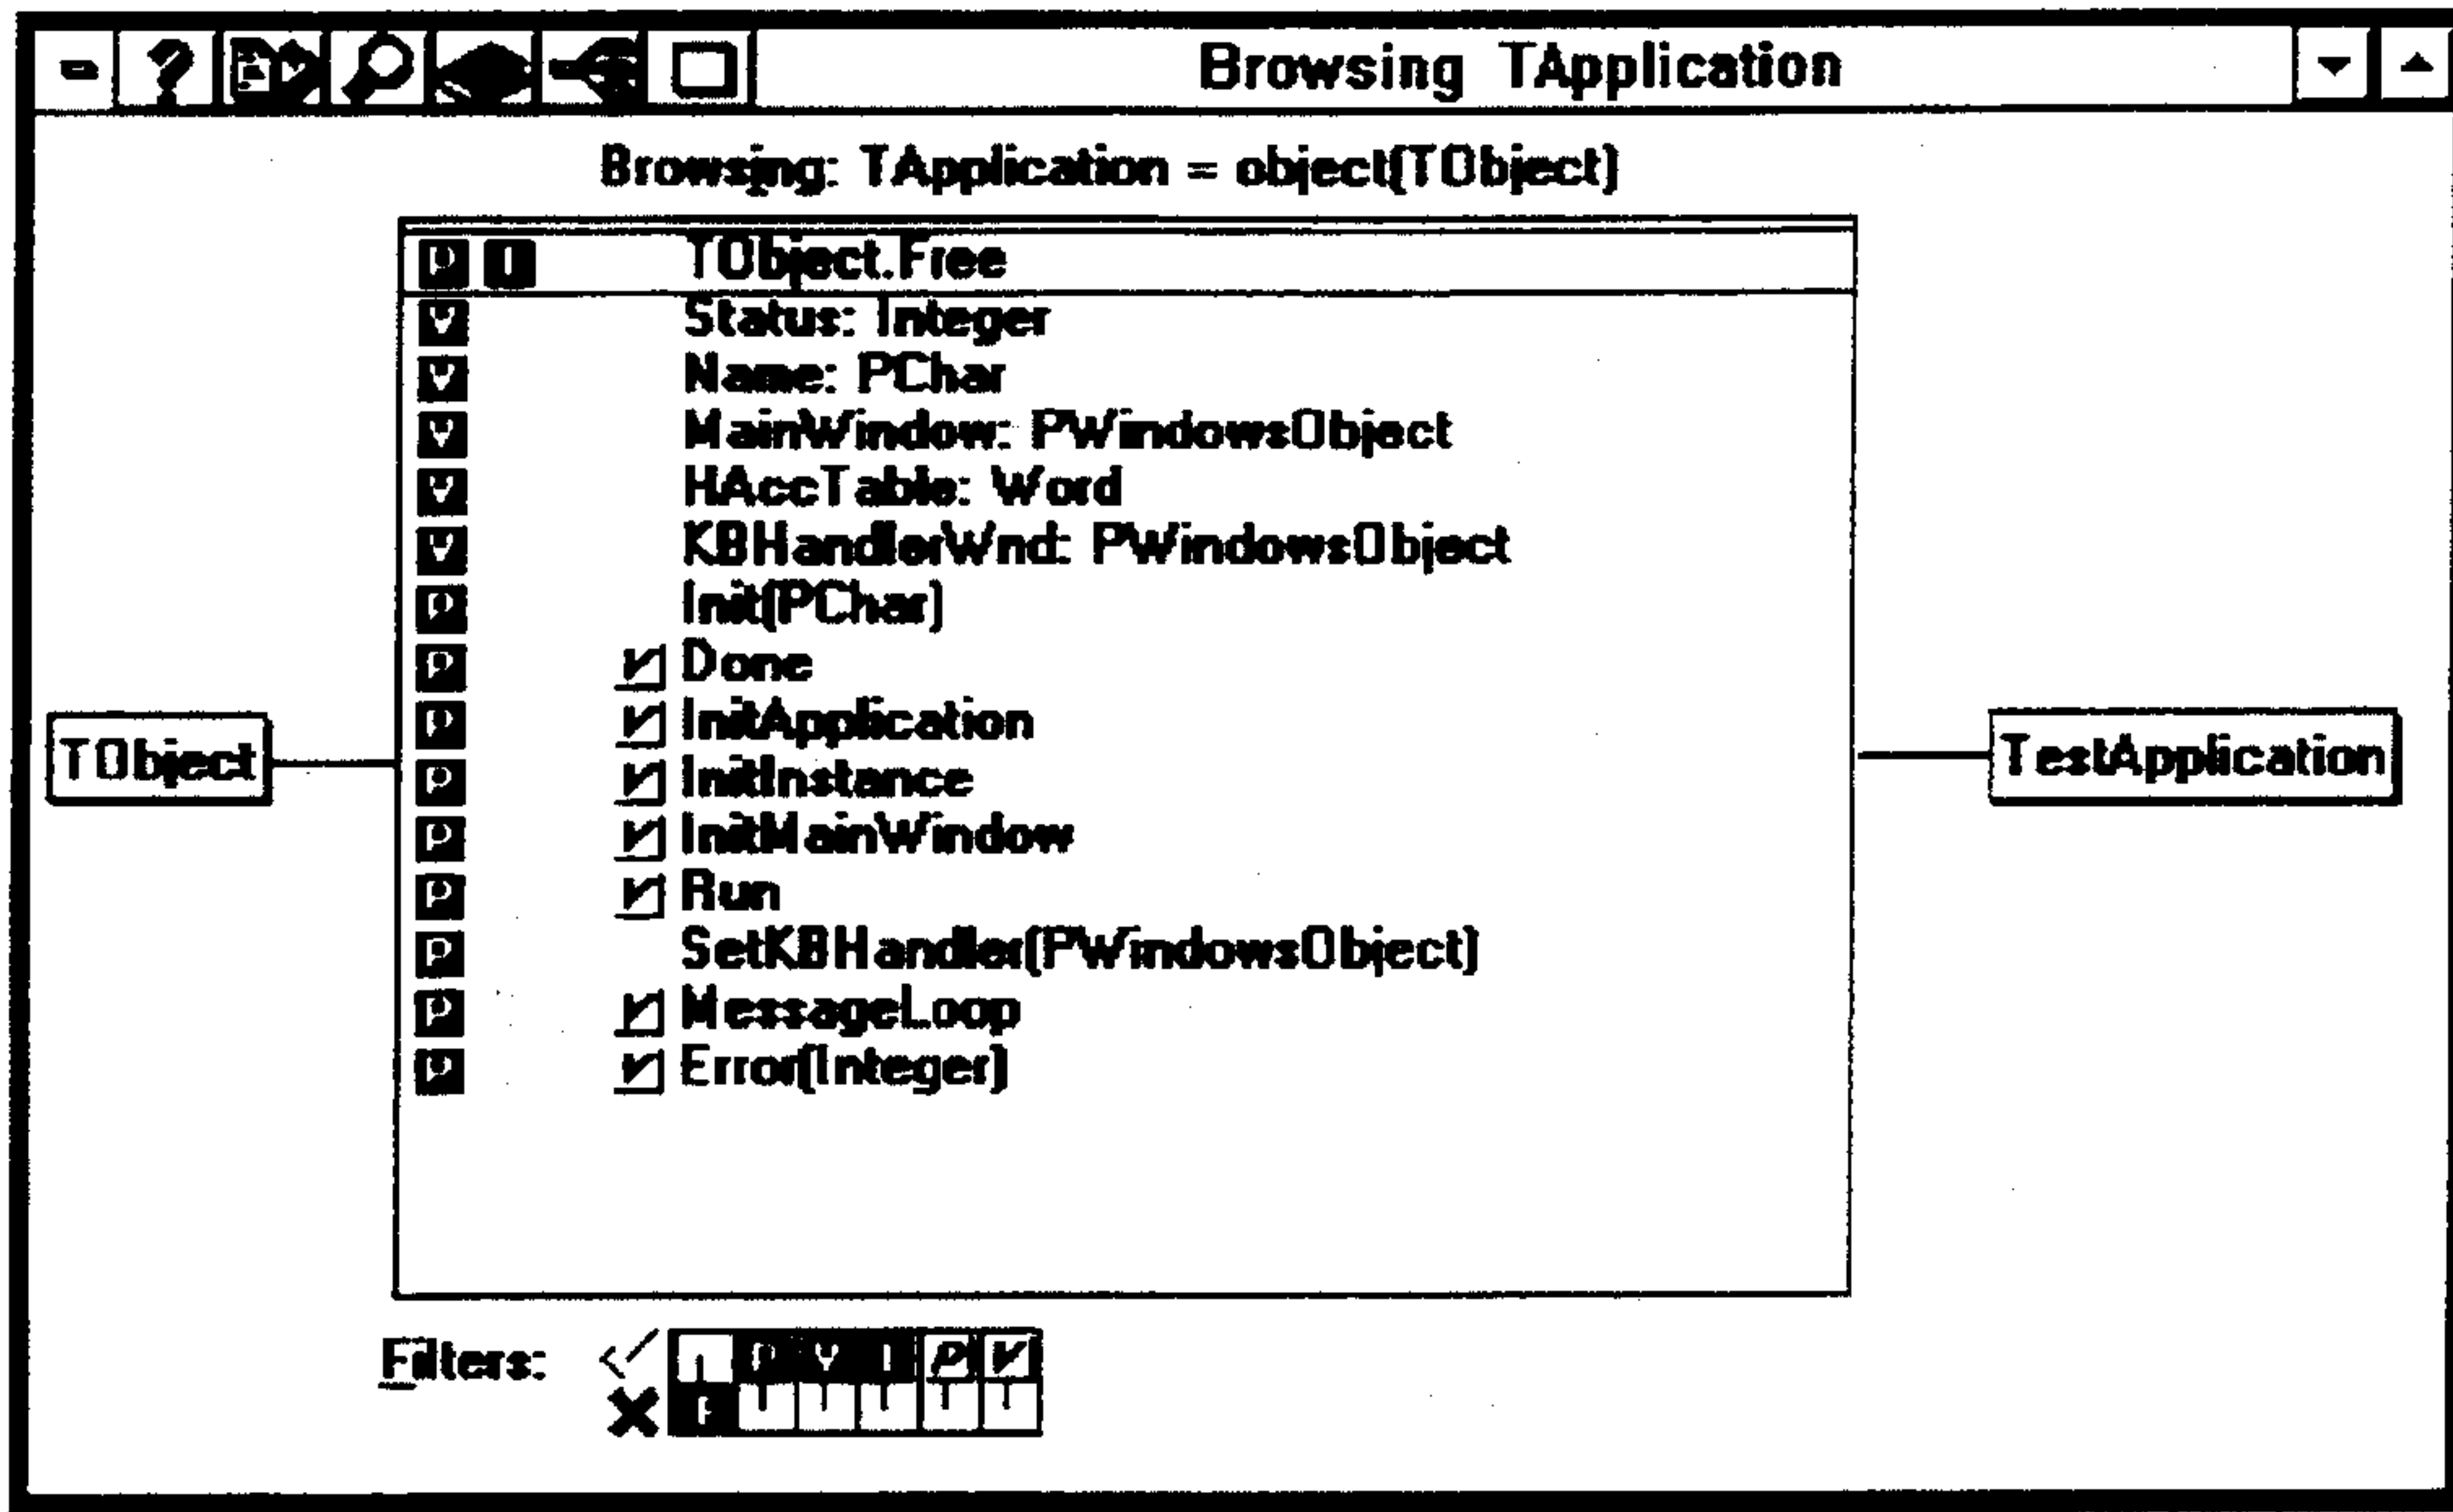 Browsing TApplication
Browsing: TApplication = object(TObject)
P I TObject.Free
V Status: Integer
V Name: PChar
V MainWindow: PWindowsObject
V HAccTable: Word
V KBHandlerWnd: PWindowsObject
P Init(PChar)
P V Done
P V InitApplication
P V InitInstance
P V InitMainWindow
P V Run
P SetKBHandler(PWindowsObject)
P V MessageLoop
P V Error(Integer)
TObject
TestApplication
Filters: